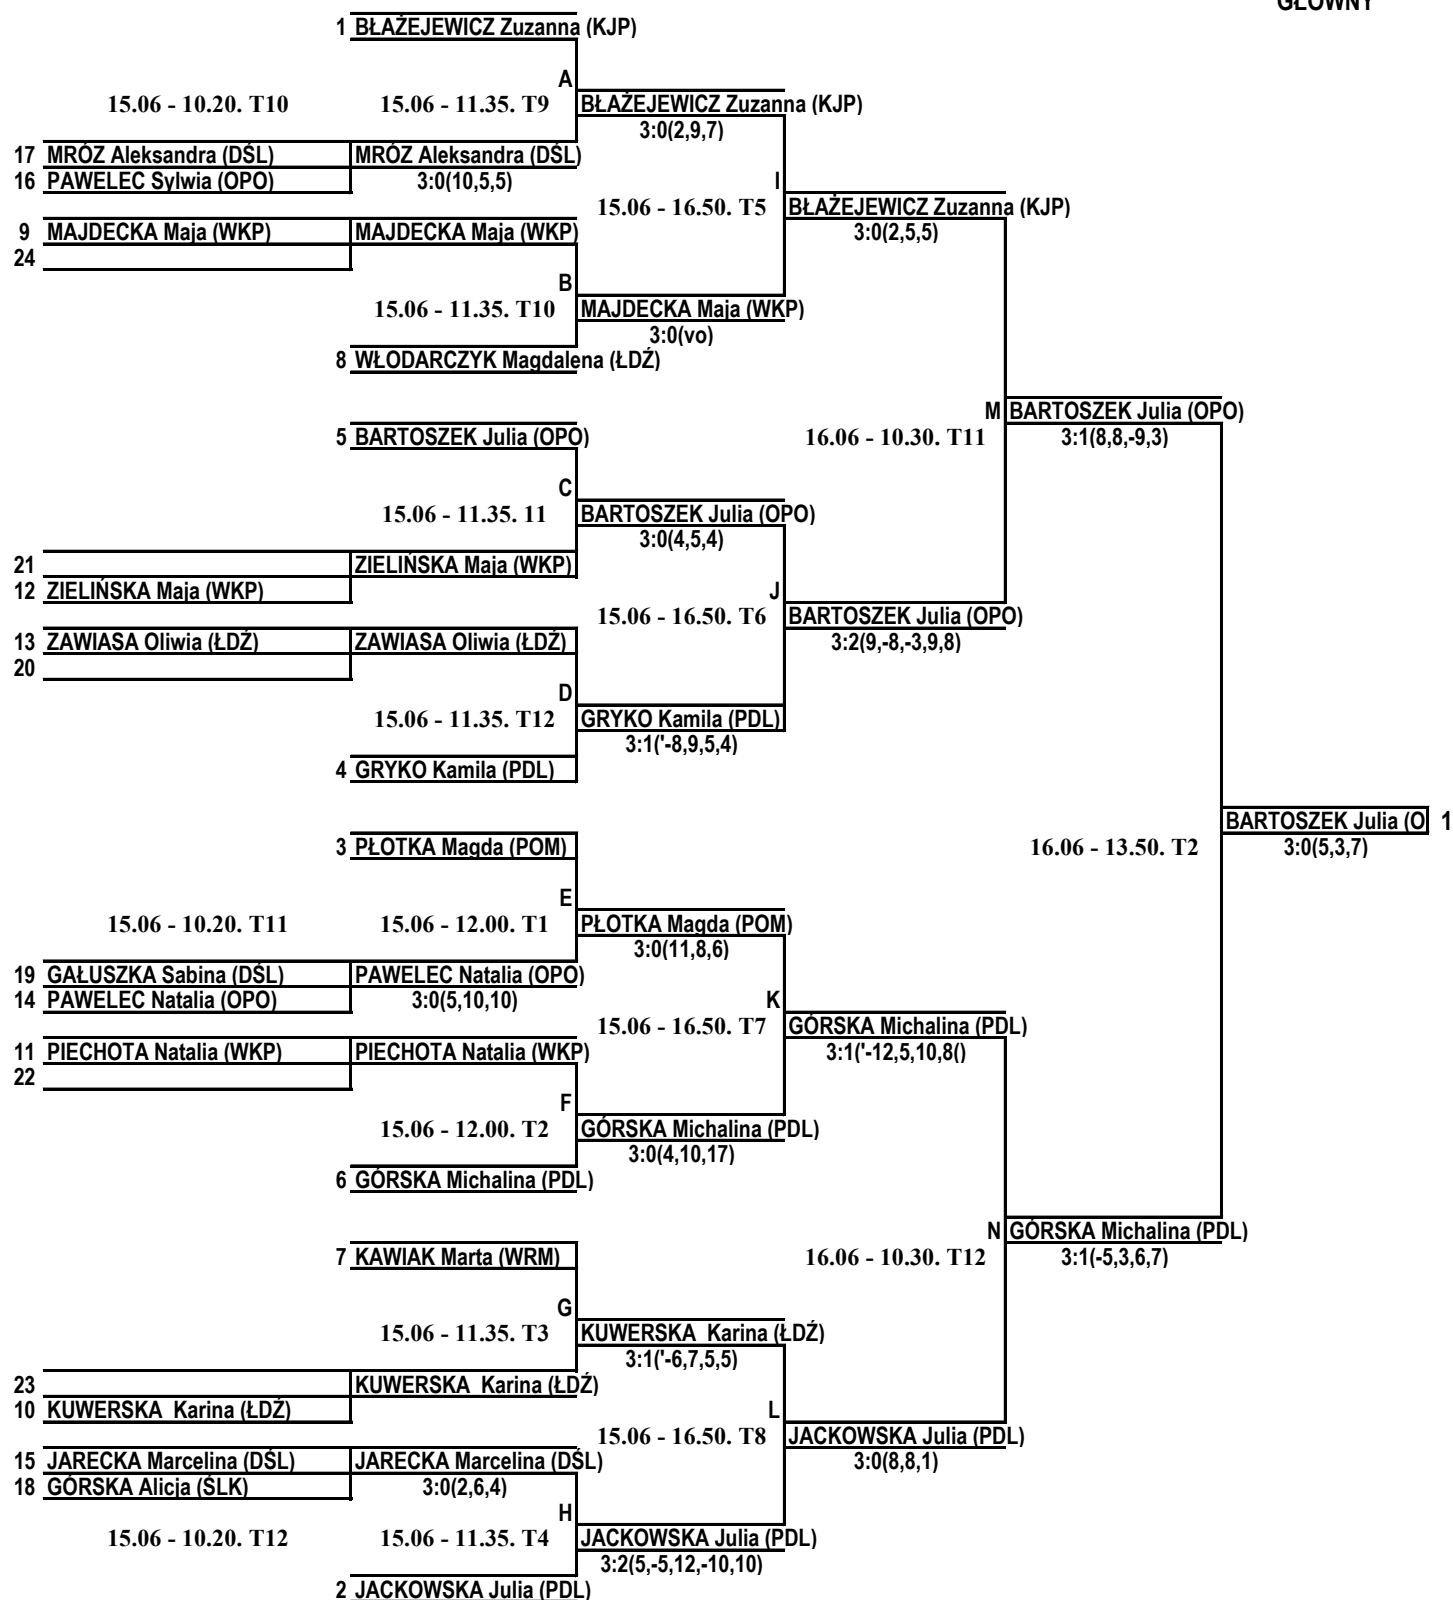 GŁÓWNY
1 BŁAŻEJEWICZ Zuzanna (KJP)
A
15.06 - 10.20. T10 15.06 - 11.35. T9 BŁAŻEJEWICZ Zuzanna (KJP)
3:0(2,9,7)
17 MRÓZ Aleksandra (DŚL) MRÓZ Aleksandra (DŚL)
16 PAWELEC Sylwia (OPO) 3:0(10,5,5) I
15.06 - 16.50. T5 BŁAŻEJEWICZ Zuzanna (KJP)
9 MAJDECKA Maja (WKP) MAJDECKA Maja (WKP) 3:0(2,5,5)
24
B
15.06 - 11.35. T10 MAJDECKA Maja (WKP)
3:0(vo)
8 WŁODARCZYK Magdalena (ŁDŹ)
M BARTOSZEK Julia (OPO)
5 BARTOSZEK Julia (OPO) 16.06 - 10.30. T11 3:1(8,8,-9,3)
C
15.06 - 11.35. 11 BARTOSZEK Julia (OPO)
3:0(4,5,4)
21 ZIELIŃSKA Maja (WKP)
12 ZIELIŃSKA Maja (WKP) J
15.06 - 16.50. T6 BARTOSZEK Julia (OPO)
13 ZAWIASA Oliwia (ŁDŹ) ZAWIASA Oliwia (ŁDŹ) 3:2(9,-8,-3,9,8)
20
D
15.06 - 11.35. T12 GRYKO Kamila (PDL)
3:1('-8,9,5,4)
4 GRYKO Kamila (PDL)
BARTOSZEK Julia (O 1
3 PŁOTKA Magda (POM) 16.06 - 13.50. T2 3:0(5,3,7)
E
15.06 - 10.20. T11 15.06 - 12.00. T1 PŁOTKA Magda (POM)
3:0(11,8,6)
19 GAŁUSZKA Sabina (DŚL) PAWELEC Natalia (OPO)
14 PAWELEC Natalia (OPO) 3:0(5,10,10) K
15.06 - 16.50. T7 GÓRSKA Michalina (PDL)
11 PIECHOTA Natalia (WKP) PIECHOTA Natalia (WKP) 3:1('-12,5,10,8()
22
F
15.06 - 12.00. T2 GÓRSKA Michalina (PDL)
3:0(4,10,17)
6 GÓRSKA Michalina (PDL)
N GÓRSKA Michalina (PDL)
7 KAWIAK Marta (WRM) 16.06 - 10.30. T12 3:1(-5,3,6,7)
G
15.06 - 11.35. T3 KUWERSKA Karina (ŁDŹ)
3:1('-6,7,5,5)
23 KUWERSKA Karina (ŁDŹ)
10 KUWERSKA Karina (ŁDŹ) L
15.06 - 16.50. T8 JACKOWSKA Julia (PDL)
15 JARECKA Marcelina (DŚL) JARECKA Marcelina (DŚL) 3:0(8,8,1)
18 GÓRSKA Alicja (ŚLK) 3:0(2,6,4)
H
15.06 - 10.20. T12 15.06 - 11.35. T4 JACKOWSKA Julia (PDL)
3:2(5,-5,12,-10,10)
2 JACKOWSKA Julia (PDL)